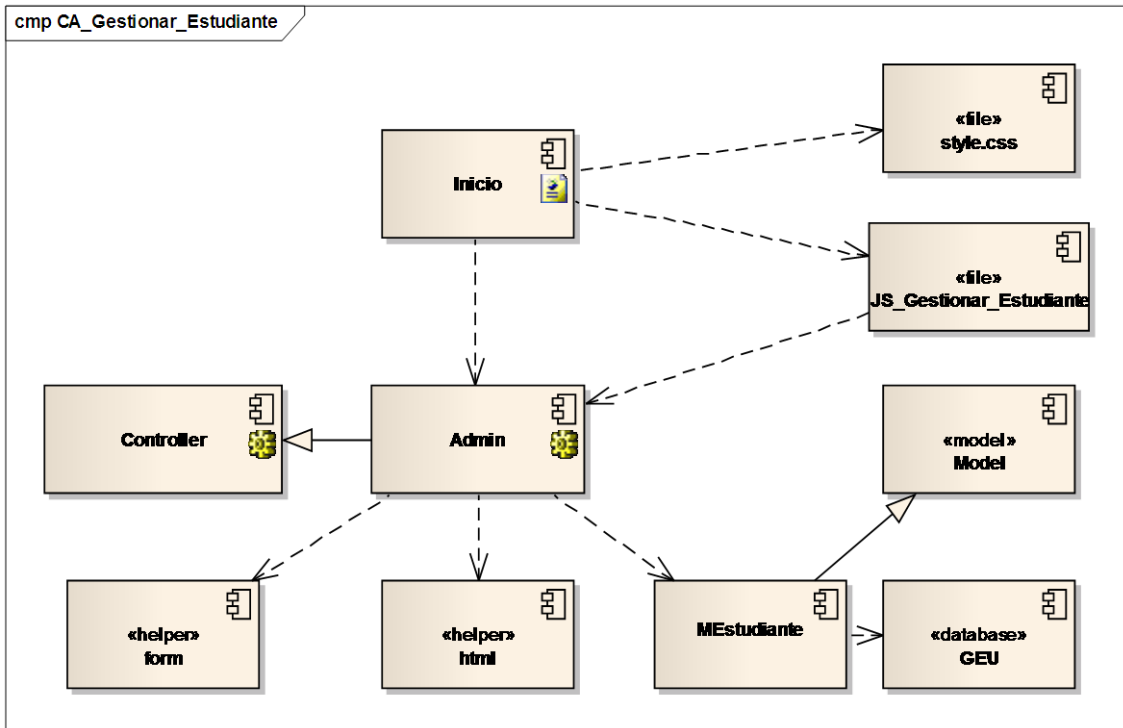 cmp CA_Gestionar_Estudiante
«file»
style.css
Inicio
«file»
JS_Gestionar_Estudiante
Controller
Admin
«model»
Model
«helper»
form
«helper»
html
MEstudiante
«database»
GEU